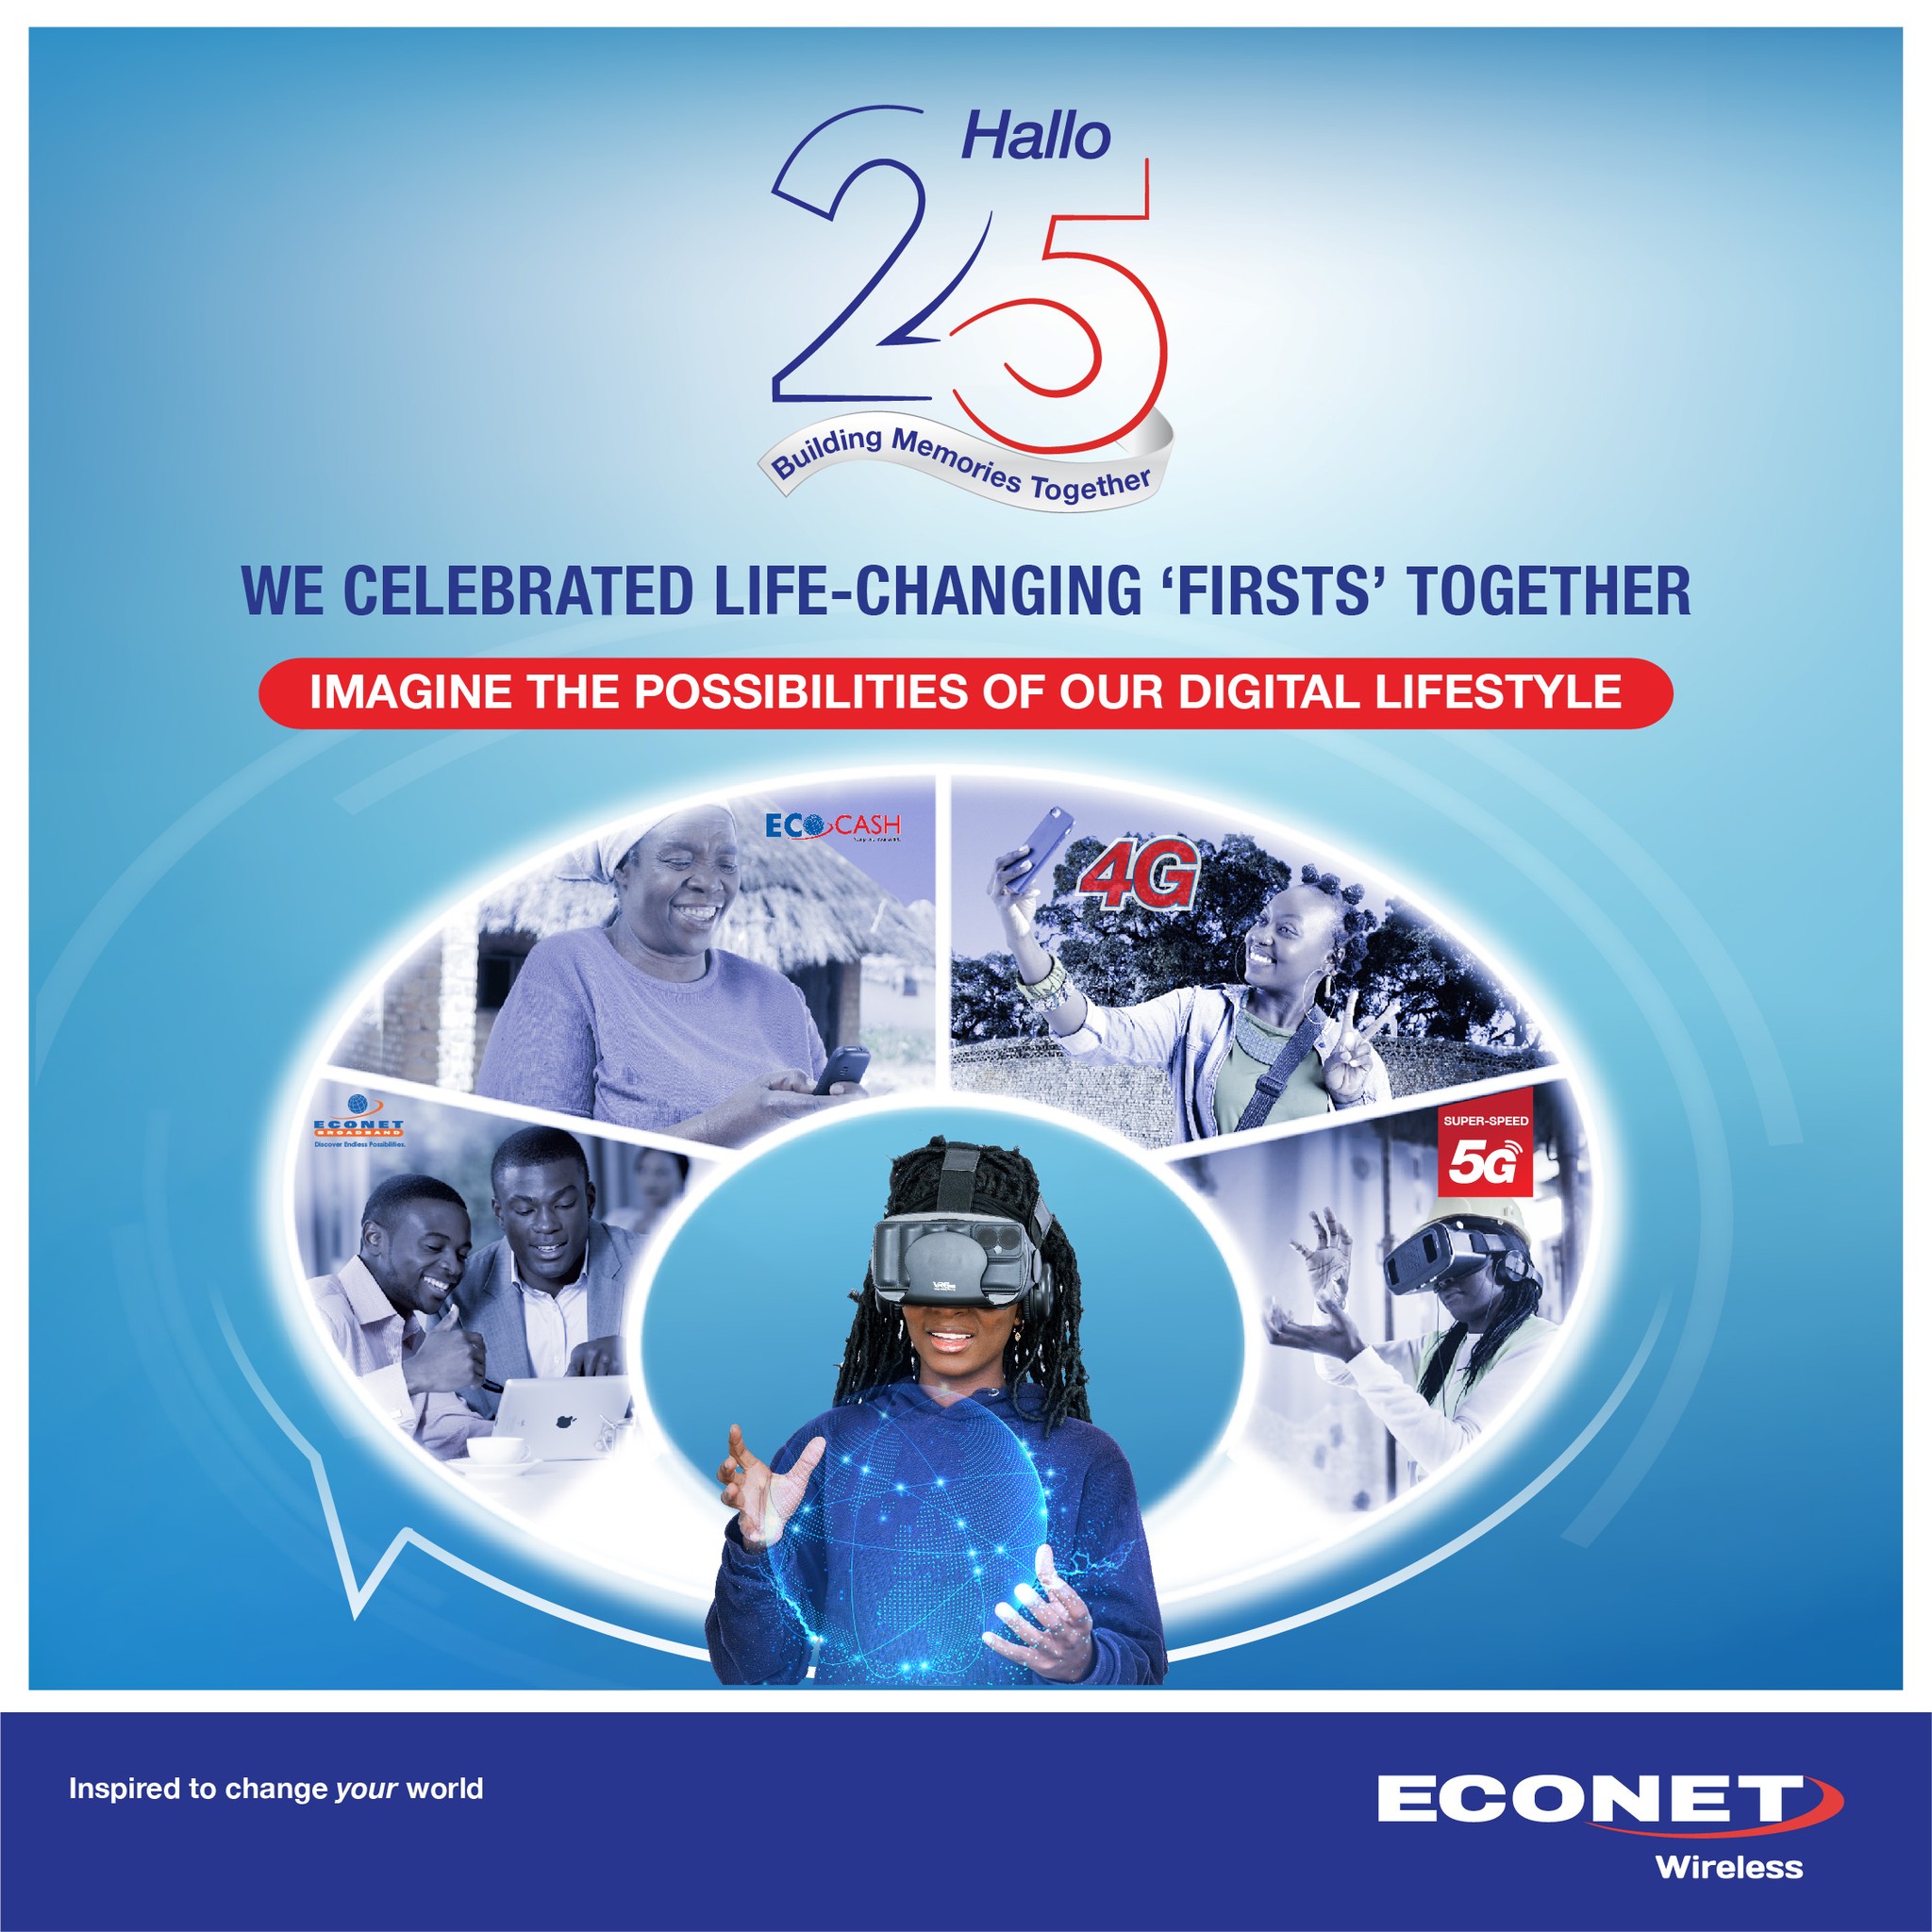 Hallo
25
Building Memories Together
WE CELEBRATED LIFE-CHANGING ‘FIRSTS’ TOGETHER
IMAGINE THE POSSIBILITIES OF OUR DIGITAL LIFESTYLE
ECOCASH
4G
ECONET
BROADBAND
Discover Endless Possibilities.
SUPER-SPEED
5G
Inspired to change your world
ECONET
Wireless